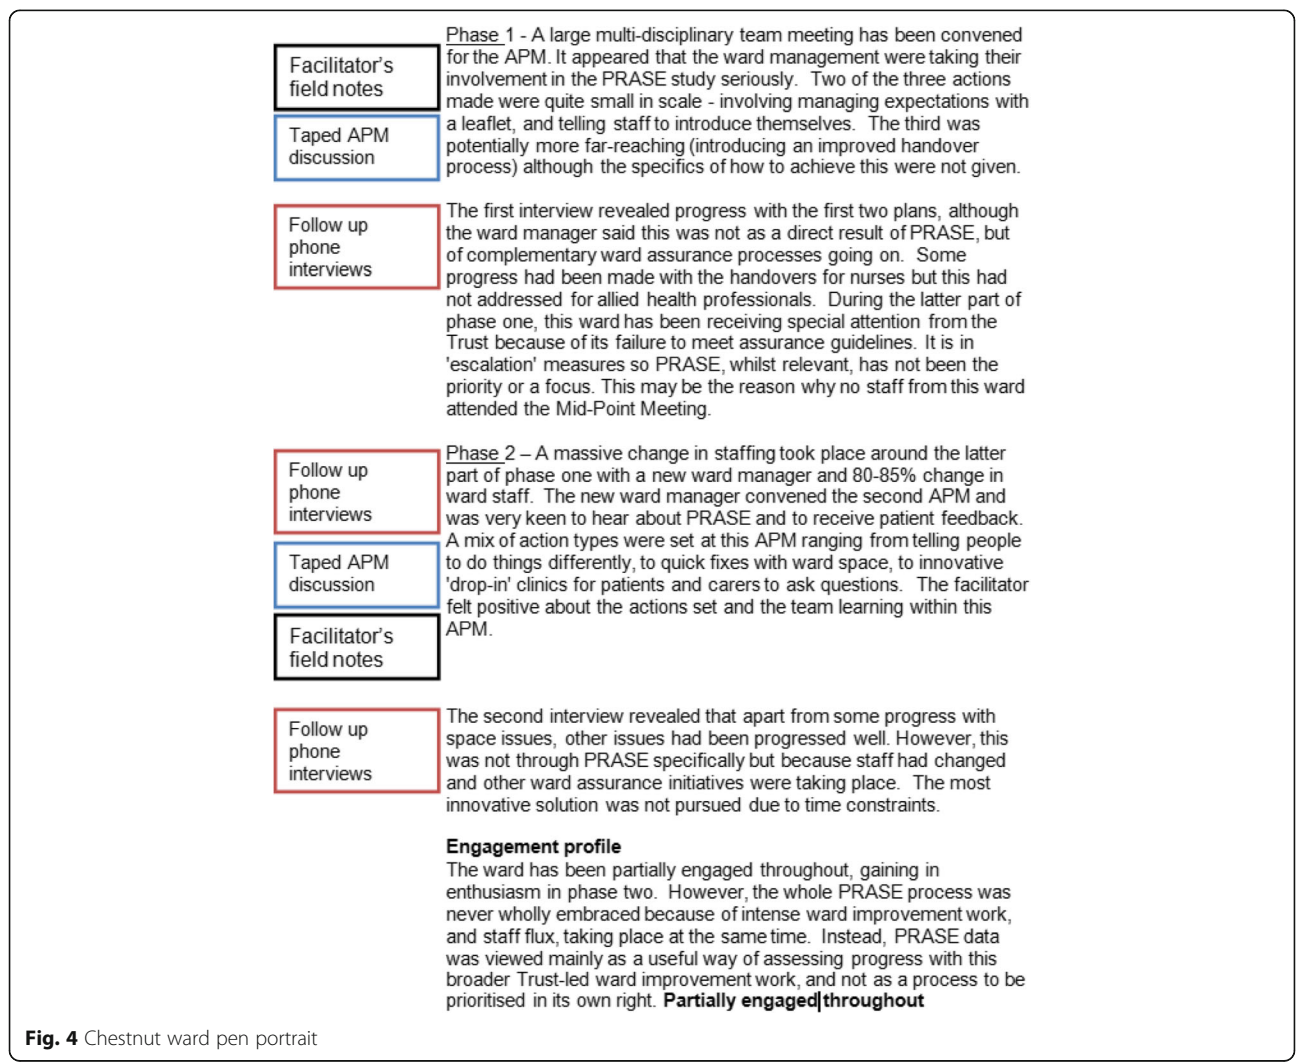 Facilitator's
field notes
Taped APM
discussion
Phase 1 - A large multi-disciplinary team meeting has been convened
for the APM. It appeared that the ward management were taking their
involvement in the PRASE study seriously. Two of the three actions
made were quite small in scale - involving managing expectations with
a leaflet, and telling staff to introduce themselves. The third was
potentially more far-reaching (introducing an improved handover
process) although the specifics of how to achieve this were not given.
Follow up
phone
interviews
The first interview revealed progress with the first two plans, although
the ward manager said this was not as a direct result of PRASE, but
of complementary ward assurance processes going on. Some
progress had been made with the handovers for nurses but this had
not addressed for allied health professionals. During the latter part of
phase one, this ward has been receiving special attention from the
Trust because of its failure to meet assurance guidelines. It is in
'escalation' measures so PRASE, whilst relevant, has not been the
priority or a focus. This may be the reason why no staff from this ward
attended the Mid-Point Meeting.
Follow up
phone
interviews
Taped APM
discussion
Facilitator's
field notes
Phase 2 – A massive change in staffing took place around the latter
part of phase one with a new ward manager and 80-85% change in
ward staff. The new ward manager convened the second APM and
was very keen to hear about PRASE and to receive patient feedback.
A mix of action types were set at this APM ranging from telling people
to do things differently, to quick fixes with ward space, to innovative
'drop-in' clinics for patients and carers to ask questions. The facilitator
felt positive about the actions set and the team learning within this
APM.
Follow up
phone
interviews
The second interview revealed that apart from some progress with
space issues, other issues had been progressed well. However, this
was not through PRASE specifically but because staff had changed
and other ward assurance initiatives were taking place. The most
innovative solution was not pursued due to time constraints.
Engagement profile
The ward has been partially engaged throughout, gaining in
enthusiasm in phase two. However, the whole PRASE process was
never wholly embraced because of intense ward improvement work,
and staff flux, taking place at the same time. Instead, PRASE data
was viewed mainly as a useful way of assessing progress with this
broader Trust-led ward improvement work, and not as a process to be
prioritised in its own right. Partially engaged throughout
Fig. 4 Chestnut ward pen portrait